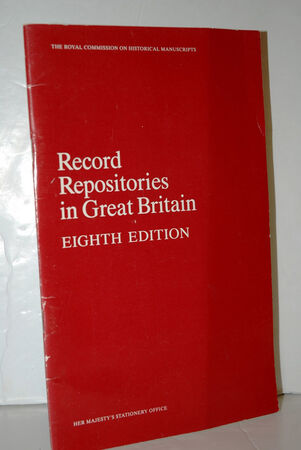 THE ROYAL COMMISSION ON HISTORICAL MANUSCRIPTS
Record
Repositories
in Great Britain
EIGHTH EDITION
HER MAJESTY'S STATIONERY OFFICE